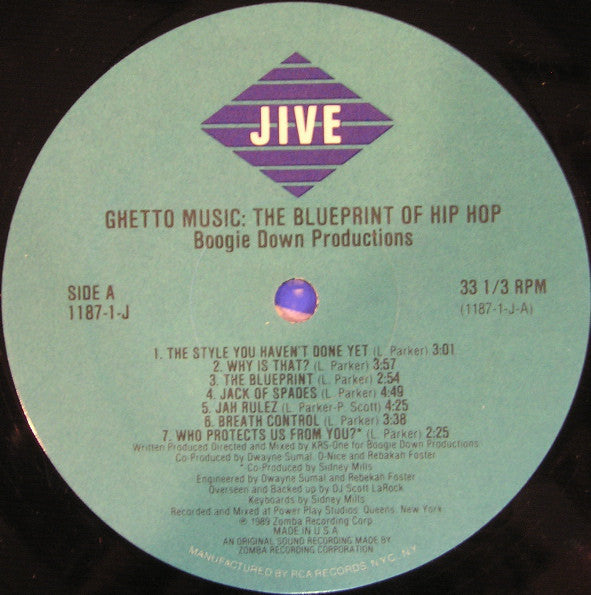 JIVE
GHETTO MUSIC: THE BLUEPRINT OF HIP HOP
Boogie Down Productions
SIDE A
1187-1-J
33 1/3 RPM
(1187-1-J-A)
1. THE STYLE YOU HAVEN'T DONE YET (L. Parker) 3:01
2. WHY IS THAT? (L. Parker) 3:57
3. THE BLUEPRINT (L. Parker) 2:54
4. JACK OF SPADES (L. Parker) 4:49
5. JAH RULEZ (L. Parker-P. Scott) 4:25
6. BREATH CONTROL (L. Parker) 3:38
7. WHO PROTECTS US FROM YOU?* (L. Parker) 2:25
Written Produced Directed and Mixed by KRS-One for Boogie Down Productions
Co-Produced by Dwayne Sumal, D-Nice and Rebakah Foster
* Co-Produced by Sidney Mills
Engineered by Dwayne Sumal and Rebekah Foster
Overseen and Backed up by DJ Scott LaRock
Keyboards by Sidney Mills
Recorded and Mixed at Power Play Studios, Queens, New York
℗ 1989 Zomba Recording Corp.
MADE IN U.S.A.
AN ORIGINAL SOUND RECORDING MADE BY
ZOMBA RECORDING CORPORATION
MANUFACTURED BY RCA RECORDS, NYC, NY